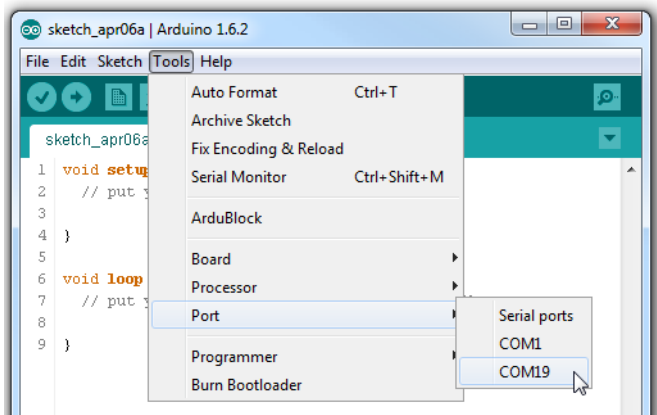 sketch_apr06a | Arduino 1.6.2
File Edit Sketch Tools Help
sketch_apr06a
Auto Format Ctrl+T
Archive Sketch
Fix Encoding & Reload
Serial Monitor Ctrl+Shift+M
ArduBlock
Board
Processor
Port
Programmer
Burn Bootloader
Serial ports
COM1
COM19
1 void setup
2 // put
3
4 }
5
6 void loop
7 // put
8
9 }